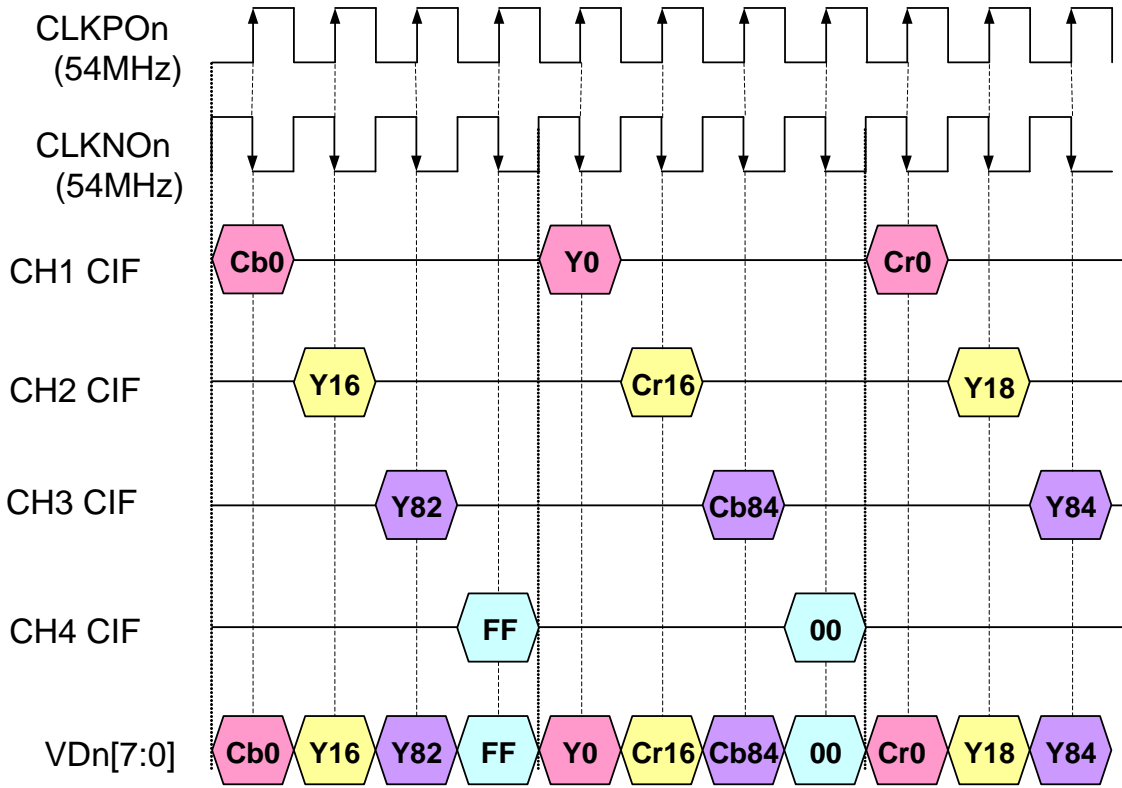 CLKPOn
(54MHz)
CLKNOn
(54MHz)
CH1 CIF Cb0 Y0 Cr0
CH2 CIF Y16 Cr16 Y18
CH3 CIF Y82 Cb84 Y84
CH4 CIF FF 00
VDn[7:0] Cb0 Y16 Y82 FF Y0 Cr16 Cb84 00 Cr0 Y18 Y84